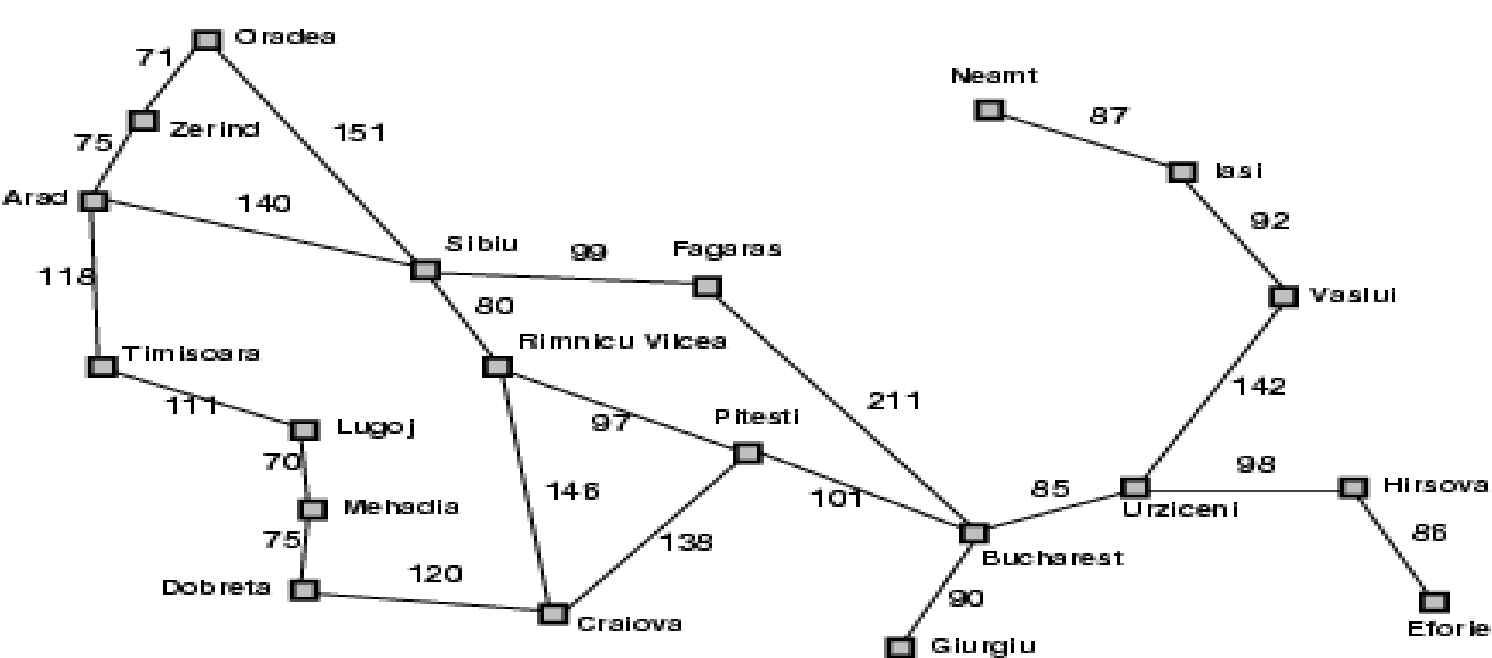 Oradea
71
Neamt
87
Zerind
151
75
Iasi
Arad
140
92
Sibiu
99
Fagaras
118
80
Vaslui
Rimnicu Vilcea
Timisoara
142
111
211
Pitesti
97
Lugoj
70
98
146
101
85
Hirsova
Mehadia
Urziceni
75
138
86
Bucharest
120
Dobreta
90
Craiova
Eforie
Giurgiu